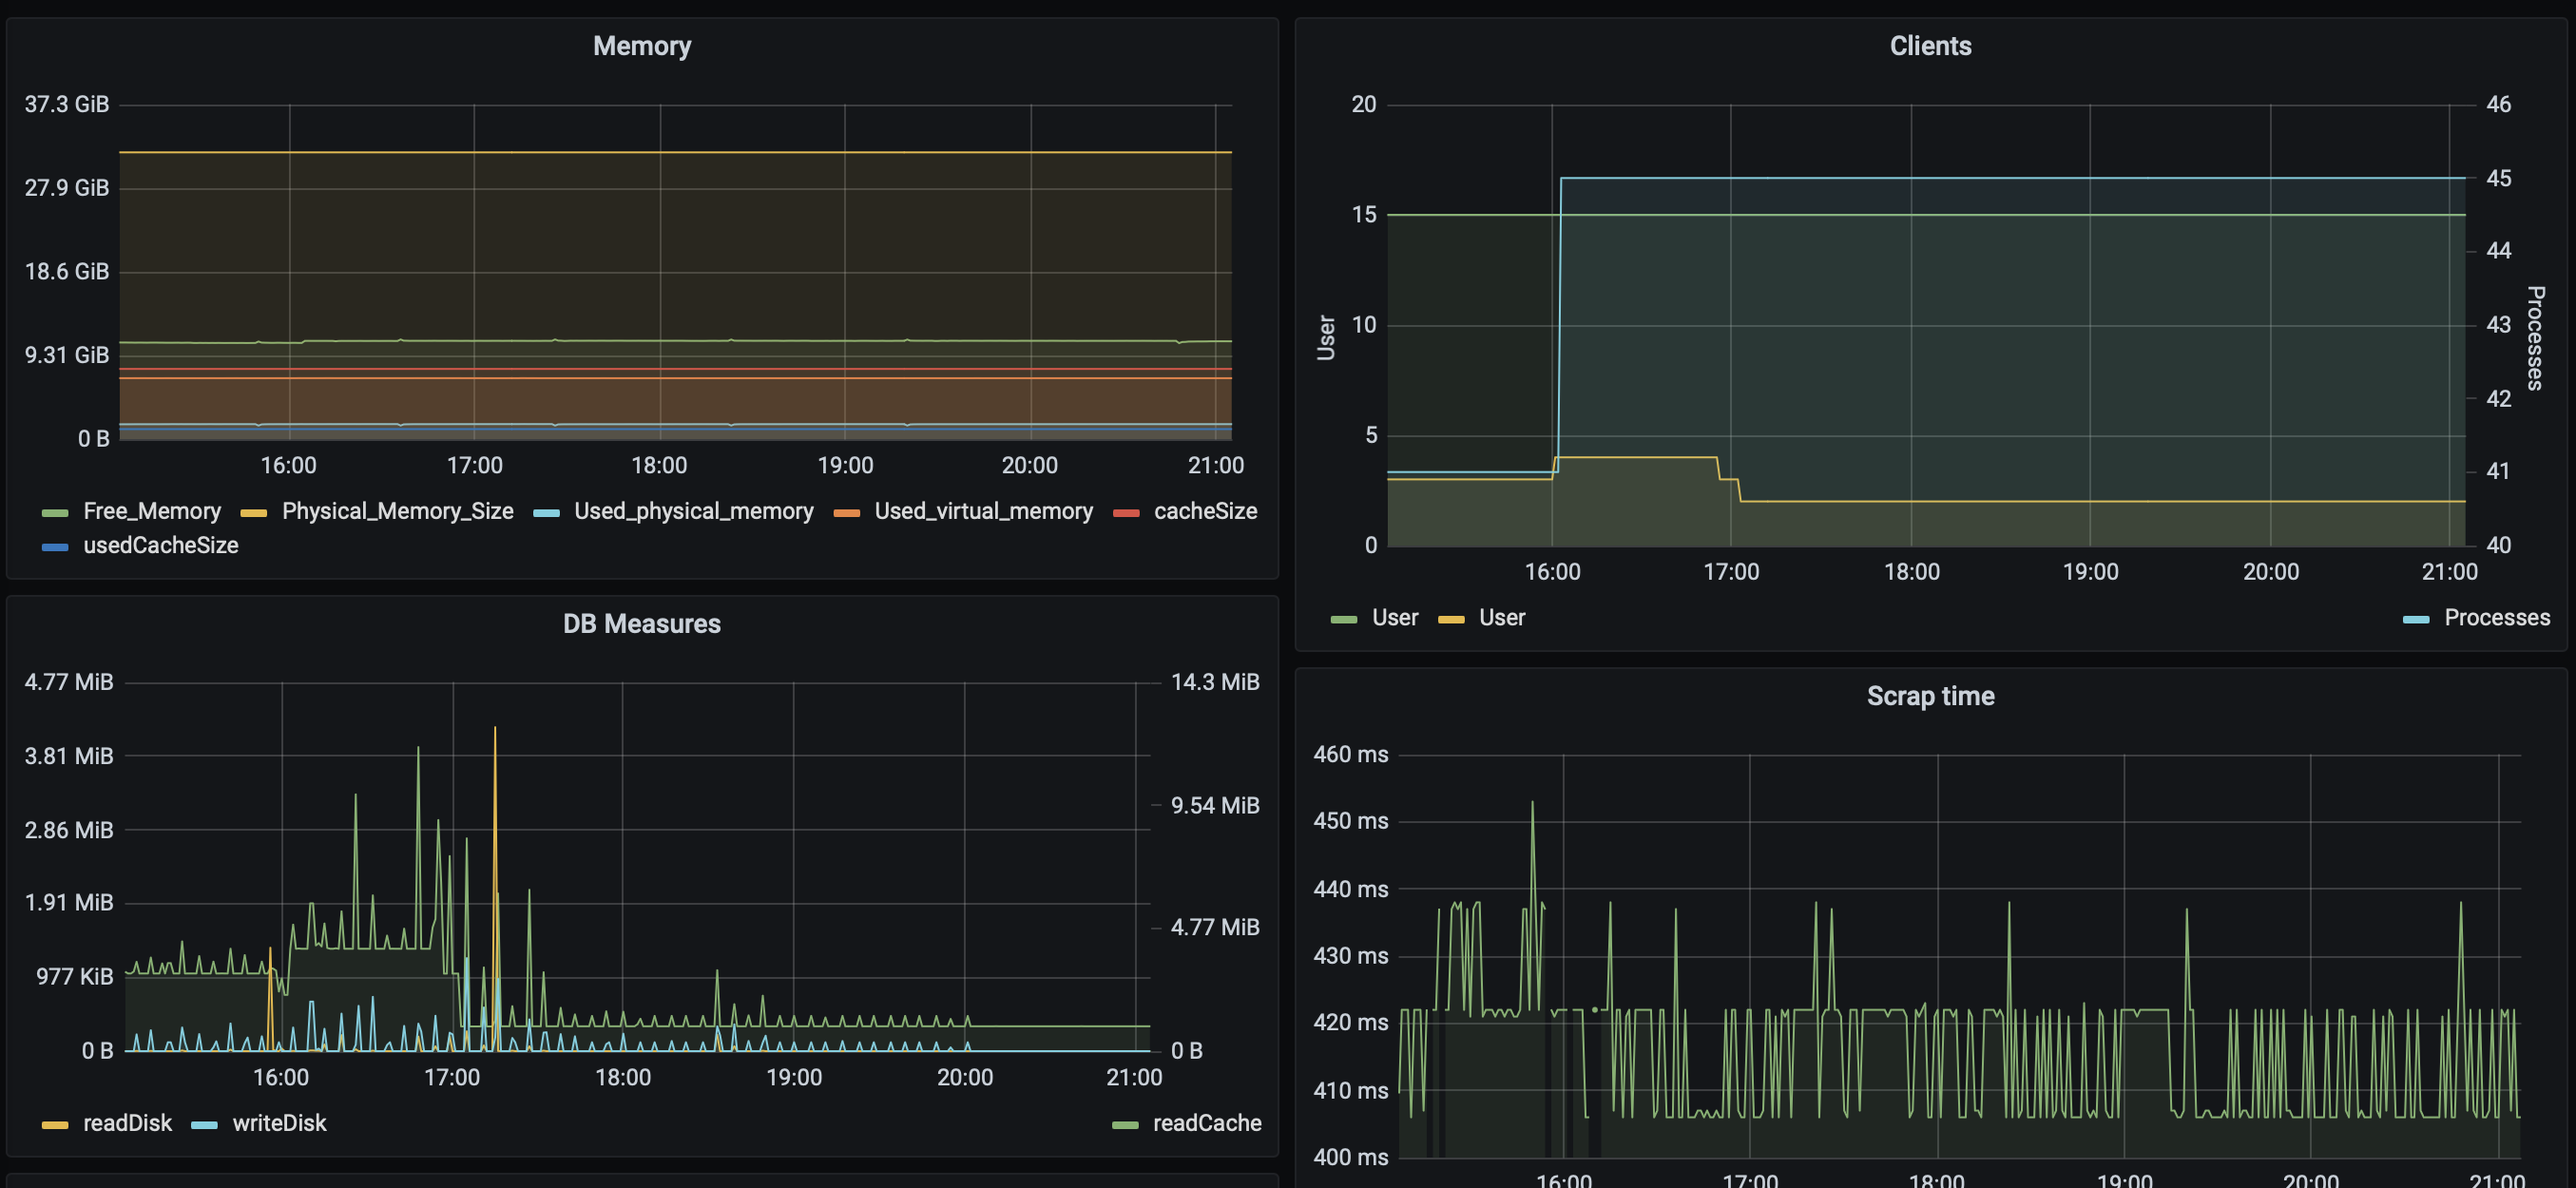 Memory
37.3 GiB
27.9 GiB
18.6 GiB
9.31 GiB
0 B
16:00 17:00 18:00 19:00 20:00 21:00
Free_Memory Physical_Memory_Size Used_physical_memory Used_virtual_memory cacheSize
usedCacheSize
Clients
20 46
45
15
44
User
10 43
Processes
42
5
41
0 40
16:00 17:00 18:00 19:00 20:00 21:00
User User Processes
DB Measures
4.77 MiB 14.3 MiB
3.81 MiB
9.54 MiB
2.86 MiB
1.91 MiB
4.77 MiB
977 KiB
0 B 0 B
16:00 17:00 18:00 19:00 20:00 21:00
readDisk writeDisk readCache
Scrap time
460 ms
450 ms
440 ms
430 ms
420 ms
410 ms
400 ms
16:00 17:00 18:00 19:00 20:00 21:00